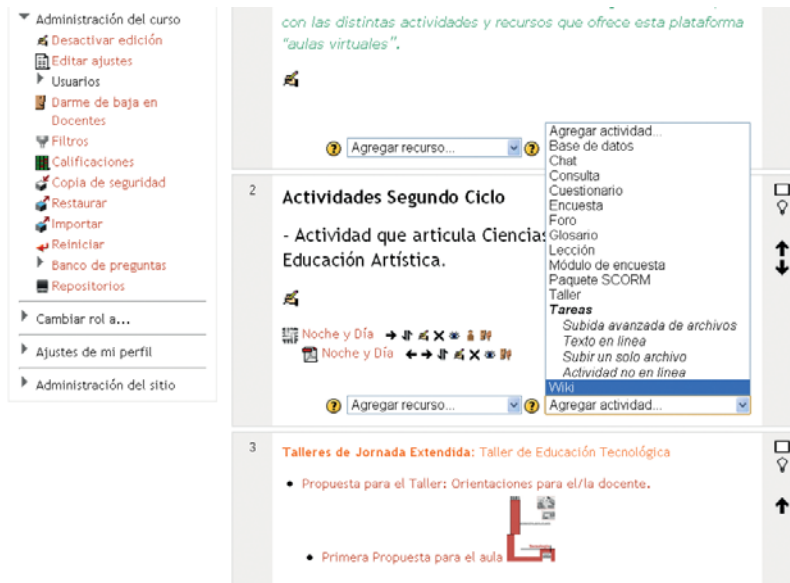 Administración del curso
Desactivar edición
Editar ajustes
Usuarios
Darme de baja en
Docentes
Filtros
Calificaciones
Copia de seguridad
Restaurar
Importar
Reiniciar
Banco de preguntas
Repositorios
Cambiar rol a...
Ajustes de mi perfil
Administración del sitio
con las distintas actividades y recursos que ofrece esta plataforma
"aulas virtuales".
Agregar recurso...
Agregar actividad...
Base de datos
Chat
Consulta
Cuestionario
Encuesta
Foro
Glosario
Lección
Módulo de encuesta
Paquete SCORM
Taller
Tareas
Subida avanzada de archivos
Texto en línea
Subir un solo archivo
Actividad no en línea
Wiki
2
Actividades Segundo Ciclo
- Actividad que articula Ciencias
Educación Artística.
Noche y Día
Noche y Día
Agregar recurso...
Agregar actividad...
3
Talleres de Jornada Extendida: Taller de Educación Tecnológica
Propuesta para el Taller: Orientaciones para el/la docente.
Primera Propuesta para el aula